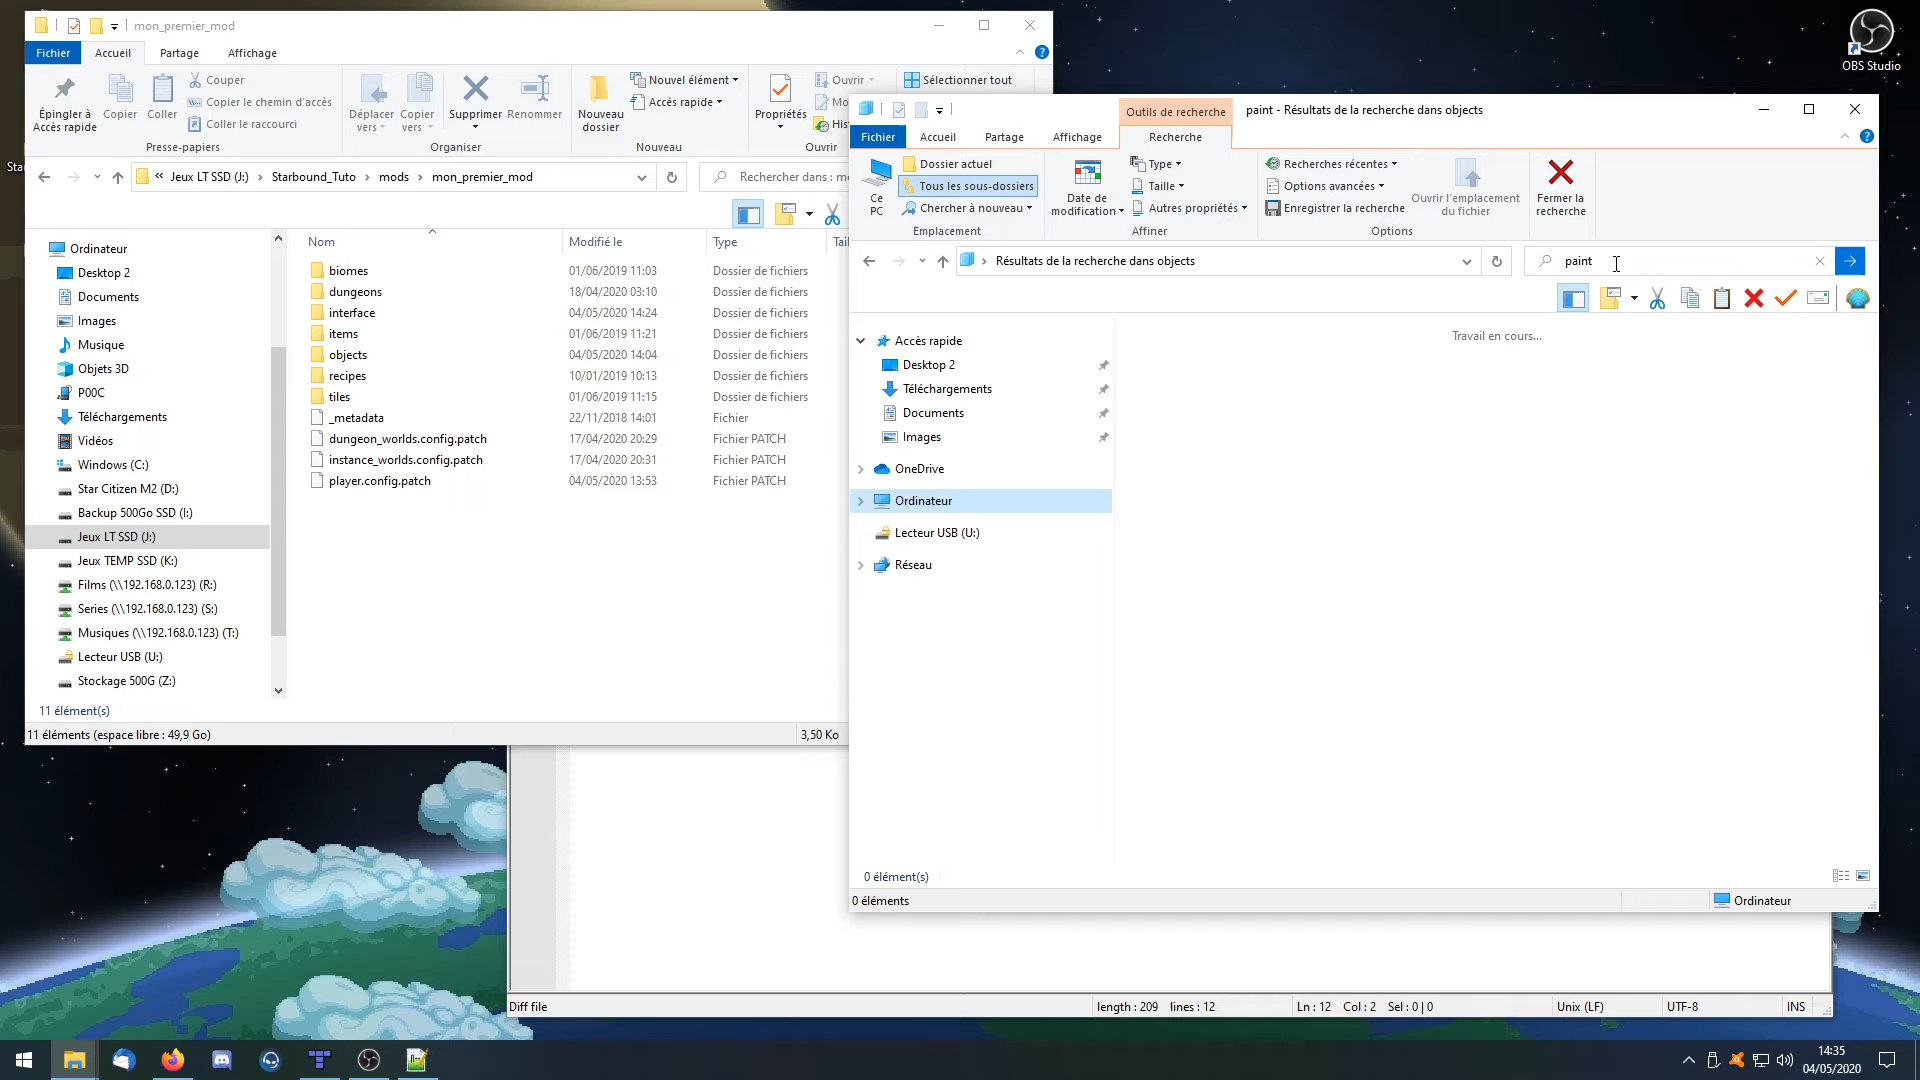 mon_premier_mod
Fichier
Accueil
Partage
Affichage
Épingler à
Accès rapide
Copier
Coller
Couper
Copier le chemin d'accès
Coller le raccourci
Presse-papiers
Déplacer
vers
Copier
vers
Supprimer
Renommer
Organiser
Nouveau
dossier
Nouvel élément
Accès rapide
Nouveau
Propriétés
Ouvrir
Ouvrir
Sélectionner tout
Jeux LT SSD (J:) › Starbound_Tuto › mods › mon_premier_mod
Rechercher dans : m
Nom
Modifié le
Type
Ordinateur
Desktop 2
Documents
Images
Musique
Objets 3D
P00C
Téléchargements
Vidéos
Windows (C:)
Star Citizen M2 (D:)
Backup 500Go SSD (I:)
Jeux LT SSD (J:)
Jeux TEMP SSD (K:)
Films (\\192.168.0.123) (R:)
Series (\\192.168.0.123) (S:)
Musiques (\\192.168.0.123) (T:)
Lecteur USB (U:)
Stockage 500G (Z:)
biomes 01/06/2019 11:03 Dossier de fichiers
dungeons 18/04/2020 03:10 Dossier de fichiers
interface 04/05/2020 14:24 Dossier de fichiers
items 01/06/2019 11:21 Dossier de fichiers
objects 04/05/2020 14:04 Dossier de fichiers
recipes 10/01/2019 10:13 Dossier de fichiers
tiles 01/06/2019 11:15 Dossier de fichiers
_metadata 22/11/2018 14:01 Fichier
dungeon_worlds.config.patch 17/04/2020 20:29 Fichier PATCH
instance_worlds.config.patch 17/04/2020 20:31 Fichier PATCH
player.config.patch 04/05/2020 13:53 Fichier PATCH
11 élément(s)
11 éléments (espace libre : 49,9 Go)
3,50 Ko
OBS Studio
Outils de recherche
paint - Résultats de la recherche dans objects
Fichier
Accueil
Partage
Affichage
Recherche
Ce
PC
Dossier actuel
Tous les sous-dossiers
Chercher à nouveau
Emplacement
Date de
modification
Type
Taille
Autres propriétés
Affiner
Recherches récentes
Options avancées
Enregistrer la recherche
Ouvrir l'emplacement
du fichier
Options
Fermer la
recherche
Résultats de la recherche dans objects
paint
Accès rapide
Desktop 2
Téléchargements
Documents
Images
OneDrive
Ordinateur
Lecteur USB (U:)
Réseau
Travail en cours...
0 élément(s)
0 éléments
Ordinateur
Diff file
length : 209 lines : 12
Ln : 12 Col : 2 Sel : 0 | 0
Unix (LF)
UTF-8
INS
14:35
04/05/2020